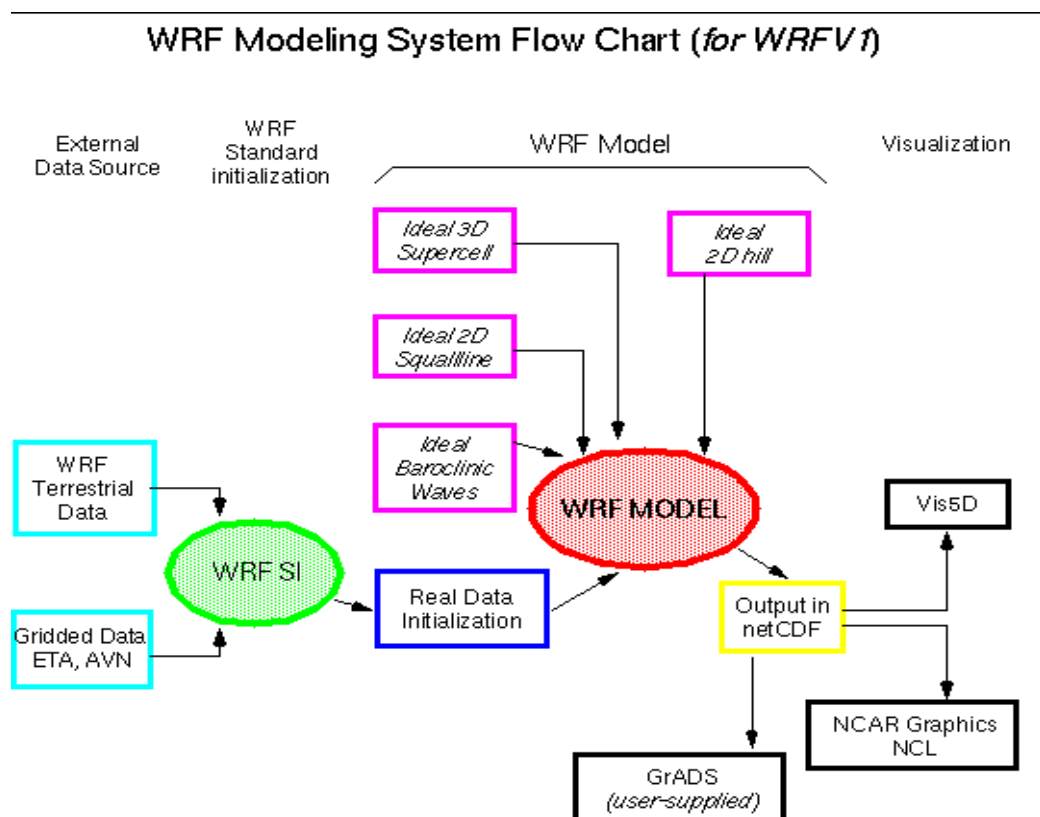 WRF Modeling System Flow Chart (for WRFV1)
External
Data Source
WRF
Standard
initialization
WRF Model
Visualization
Ideal 3D
Supercell
Ideal
2D hill
Ideal 2D
Squallline
Ideal
Baroclinic
Waves
WRF
Terrestrial
Data
WRF MODEL
Vis5D
WRF SI
Real Data
Initialization
Output in
netCDF
Gridded Data
ETA, AVN
NCAR Graphics
NCL
GrADS
(user-supplied)